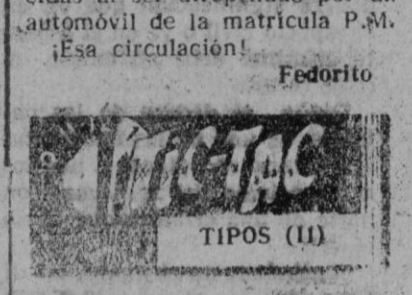 automóvil de la matrícula P.M.
¡Esa circulación!
Fedorito
TIC-TAC
TIPOS (II)